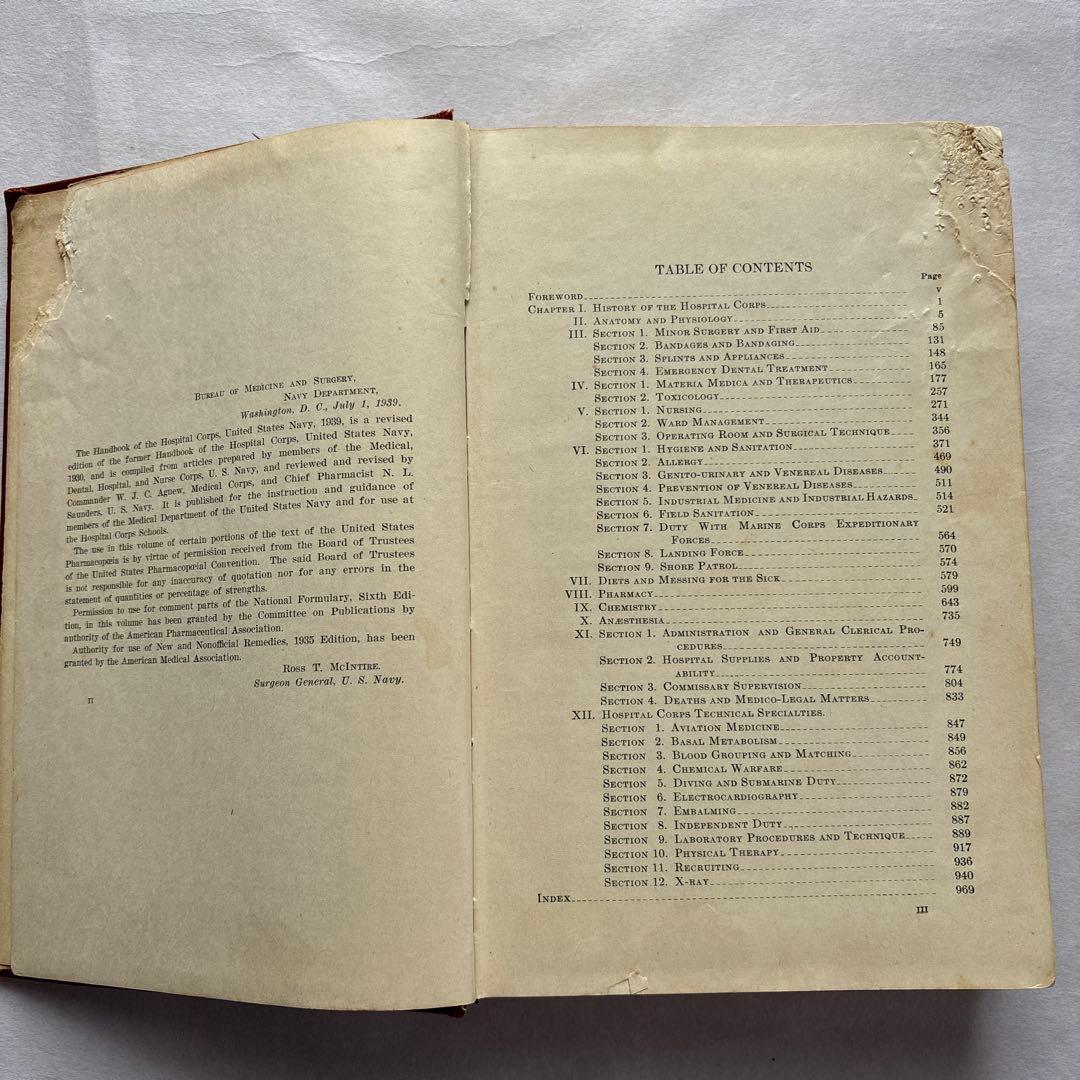 Bureau of Medicine and Surgery,
Navy Department,
Washington, D. C., July 1, 1939.
The Handbook of the Hospital Corps, United States Navy, 1939, is a revised
edition of the former Handbook of the Hospital Corps, United States Navy,
1930, and is compiled from articles prepared by members of the Medical,
Dental, Hospital, and Nurse Corps, U. S. Navy, and reviewed and revised by
Commander W. J. C. Agnew, Medical Corps, and Chief Pharmacist N. L.
Saunders, U. S. Navy. It is published for the instruction and guidance of
members of the Medical Department of the United States Navy and for use at
the Hospital Corps Schools.
The use in this volume of certain portions of the text of the United States
Pharmacopœia is by virtue of permission received from the Board of Trustees
of the United States Pharmacopœial Convention. The said Board of Trustees
is not responsible for any inaccuracy of quotation nor for any errors in the
statement of quantities or percentage of strengths.
Permission to use for comment parts of the National Formulary, Sixth Edi-
tion, in this volume has been granted by the Committee on Publications by
authority of the American Pharmaceutical Association.
Authority for use of New and Nonofficial Remedies, 1935 Edition, has been
granted by the American Medical Association.
Ross T. McIntire.
Surgeon General, U. S. Navy.
II
TABLE OF CONTENTS
Page
Foreword V
Chapter I. History of the Hospital Corps 1
II. Anatomy and Physiology 5
III. Section 1. Minor Surgery and First Aid 85
Section 2. Bandages and Bandaging 131
Section 3. Splints and Appliances 148
Section 4. Emergency Dental Treatment 165
IV. Section 1. Materia Medica and Therapeutics 177
Section 2. Toxicology 257
V. Section 1. Nursing 271
Section 2. Ward Management 344
Section 3. Operating Room and Surgical Technique 356
VI. Section 1. Hygiene and Sanitation 371
Section 2. Allergy 469
Section 3. Genito-urinary and Venereal Diseases 490
Section 4. Prevention of Venereal Diseases 511
Section 5. Industrial Medicine and Industrial Hazards 514
Section 6. Field Sanitation 521
Section 7. Duty With Marine Corps Expeditionary
Forces 564
Section 8. Landing Force 570
Section 9. Shore Patrol 574
VII. Diets and Messing for the Sick 579
VIII. Pharmacy 599
IX. Chemistry 643
X. Anæsthesia 735
XI. Section 1. Administration and General Clerical Pro-
cedures 749
Section 2. Hospital Supplies and Property Account-
ability 774
Section 3. Commissary Supervision 804
Section 4. Deaths and Medico-Legal Matters 833
XII. Hospital Corps Technical Specialties.
Section 1. Aviation Medicine 847
Section 2. Basal Metabolism 849
Section 3. Blood Grouping and Matching 856
Section 4. Chemical Warfare 862
Section 5. Diving and Submarine Duty 872
Section 6. Electrocardiography 879
Section 7. Embalming 882
Section 8. Independent Duty 887
Section 9. Laboratory Procedures and Technique 889
Section 10. Physical Therapy 917
Section 11. Recruiting 936
Section 12. X-ray 940
Index 969
III